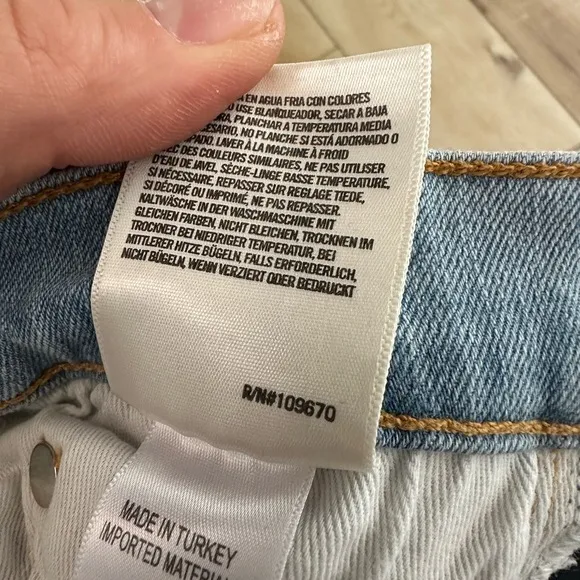 EN AGUA FRIA CON COLORES
USE BLANQUEADOR, SECAR A BAJA
PLANCHAR A TEMPERATURA MEDIA
NO PLANCHE SI ESTÁ ADORNADO O
LAVER À LA MACHINE À FROID
AVEC DES COULEURS SIMILAIRES. NE PAS UTILISER
D'EAU DE JAVEL, SÉCHE-LINGE BASSE TEMPERATURE,
SI NÉCESSAIRE, REPASSER SUR REGLAGE TIEDE,
SI DÉCORÉ OU IMPRIMÉ, NE PAS REPASSER.
KALTWÄSCHE IN DER WASCHMASCHINE MIT
GLEICHEN FARBEN, NICHT BLEICHEN, TROCKNEN IM
TROCKNER BEI NIEDRIGER TEMPERATUR, BEI
MITTLERER HITZE BÜGELN, FALLS ERFORDERLICH,
NICHT BÜGELN, WENN VERZIERT ODER BEDRUCKT
R/N#109670
MADE IN TURKEY
IMPORTED MATERIAL